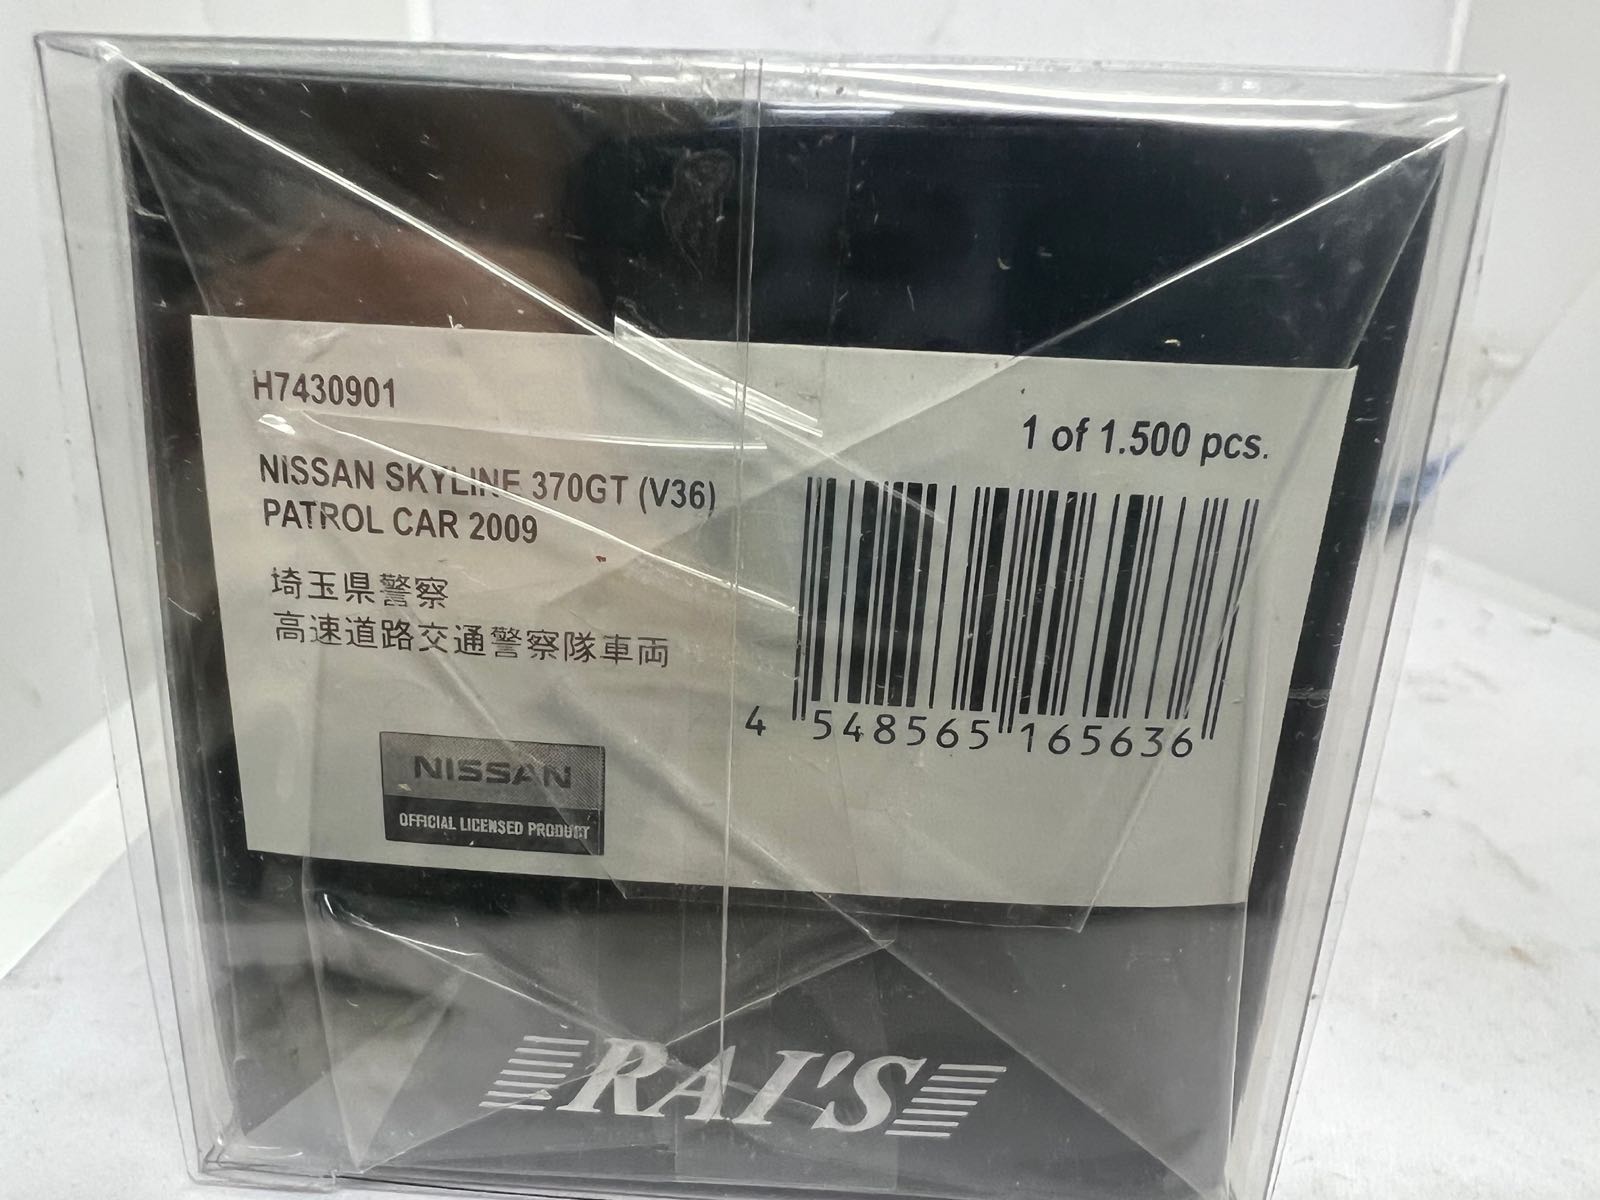 H7430901
1 of 1.500 pcs.
NISSAN SKYLINE 370GT (V36)
PATROL CAR 2009
埼玉県警察
高速道路交通警察隊車両
4 548565 165636
NISSAN
OFFICIAL LICENSED PRODUCT
RAI'S